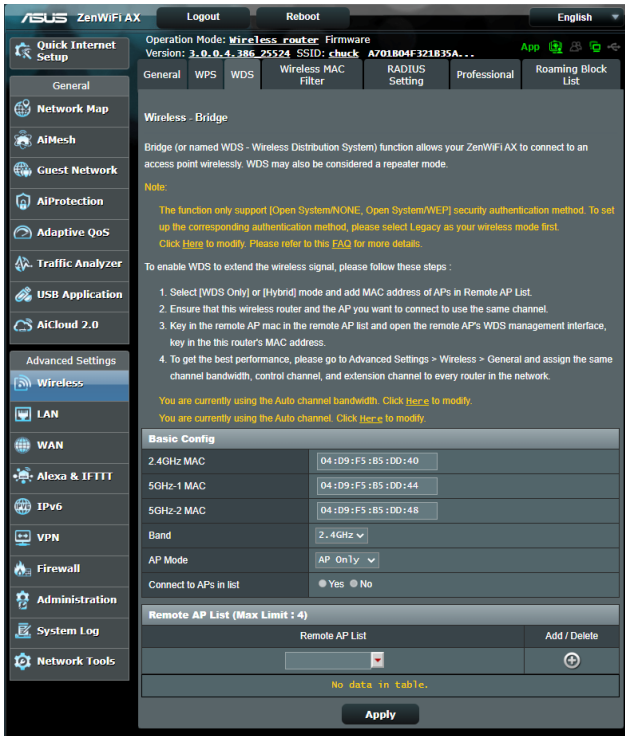 ASUS ZenWiFi AX Logout Reboot English
Quick Internet Setup
General
Network Map
AiMesh
Guest Network
AiProtection
Adaptive QoS
Traffic Analyzer
USB Application
AiCloud 2.0
Advanced Settings
Wireless
LAN
WAN
Alexa & IFTTT
IPv6
VPN
Firewall
Administration
System Log
Network Tools
Operation Mode: Wireless router Firmware
Version: 3.0.0.4.386_25524 SSID: chuck A701B04F321B35A...
App
General WPS WDS Wireless MAC Filter RADIUS Setting Professional Roaming Block List
Wireless - Bridge
Bridge (or named WDS - Wireless Distribution System) function allows your ZenWiFi AX to connect to an
access point wirelessly. WDS may also be considered a repeater mode.
Note:
The function only support [Open System/NONE, Open System/WEP] security authentication method. To set
up the corresponding authentication method, please select Legacy as your wireless mode first.
Click Here to modify. Please refer to this FAQ for more details.
To enable WDS to extend the wireless signal, please follow these steps :
1. Select [WDS Only] or [Hybrid] mode and add MAC address of APs in Remote AP List.
2. Ensure that this wireless router and the AP you want to connect to use the same channel.
3. Key in the remote AP mac in the remote AP list and open the remote AP's WDS management interface,
key in the this router's MAC address.
4. To get the best performance, please go to Advanced Settings > Wireless > General and assign the same
channel bandwidth, control channel, and extension channel to every router in the network.
You are currently using the Auto channel bandwidth. Click Here to modify.
You are currently using the Auto channel. Click Here to modify.
Basic Config
2.4GHz MAC 04:D9:F5:B5:DD:40
5GHz-1 MAC 04:D9:F5:B5:DD:44
5GHz-2 MAC 04:D9:F5:B5:DD:48
Band 2.4GHz
AP Mode AP Only
Connect to APs in list Yes No
Remote AP List (Max Limit : 4)
Remote AP List Add / Delete
No data in table.
Apply